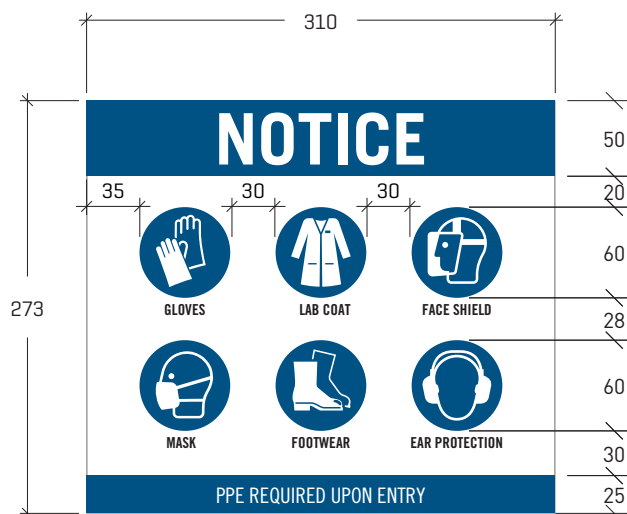 310
NOTICE
50
35 30 30
20
60
GLOVES LAB COAT FACE SHIELD
273
28
60
MASK FOOTWEAR EAR PROTECTION
30
PPE REQUIRED UPON ENTRY
25